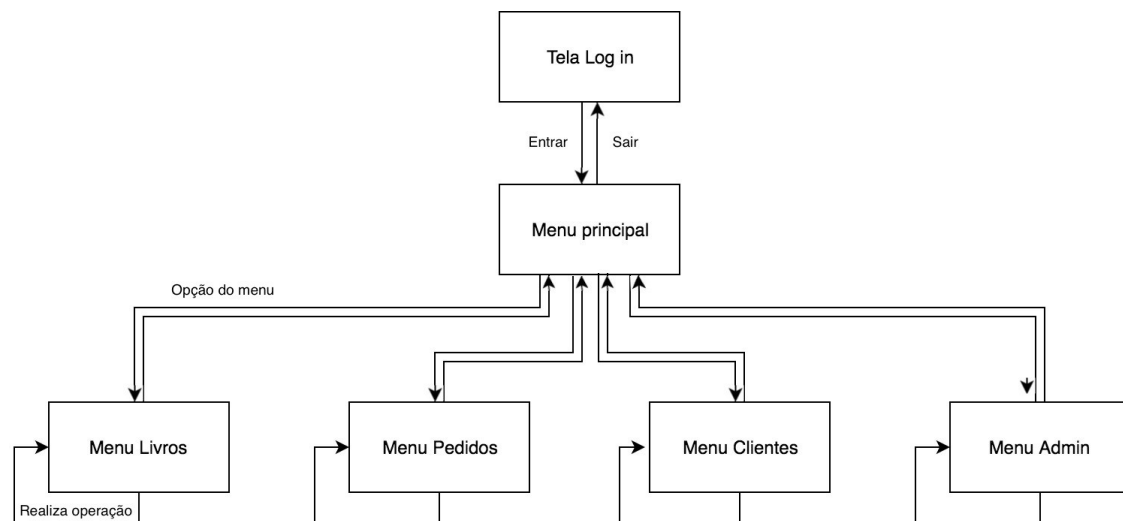 Tela Log in
Entrar
Sair
Menu principal
Opção do menu
Menu Livros
Menu Pedidos
Menu Clientes
Menu Admin
Realiza operação